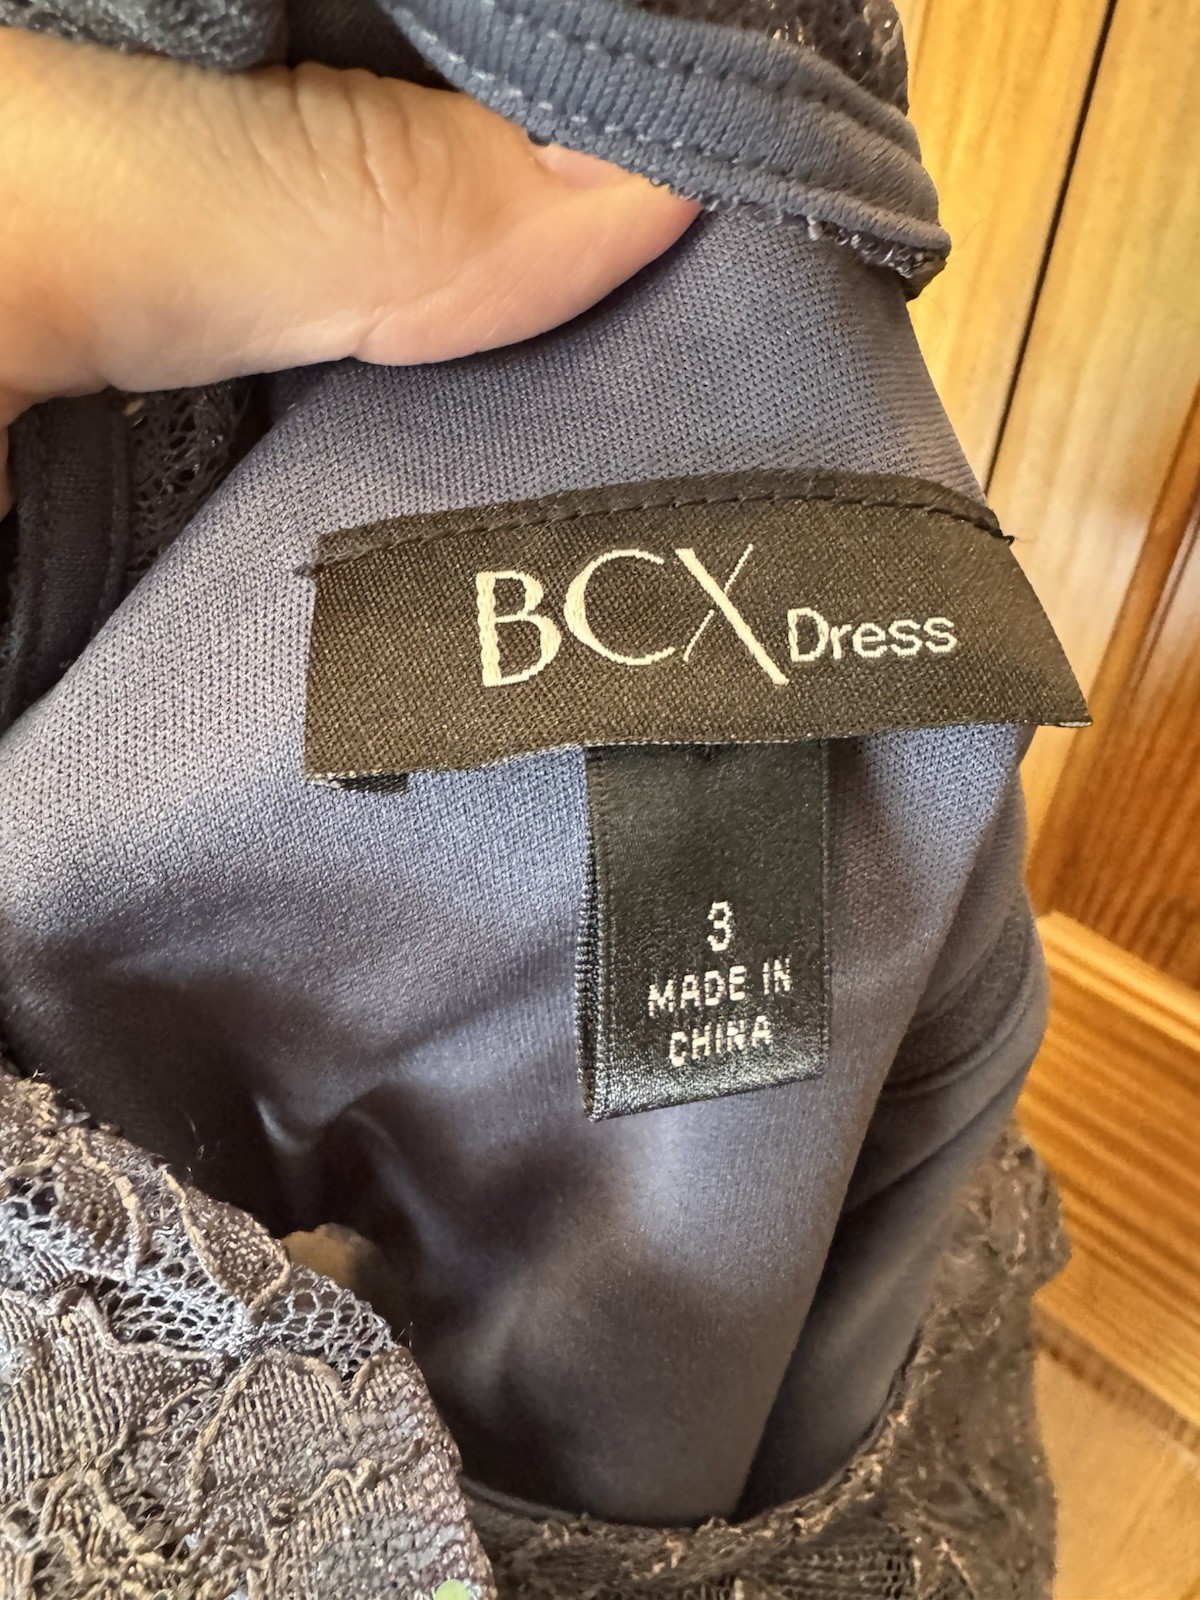 BCX Dress
3
MADE IN
CHINA